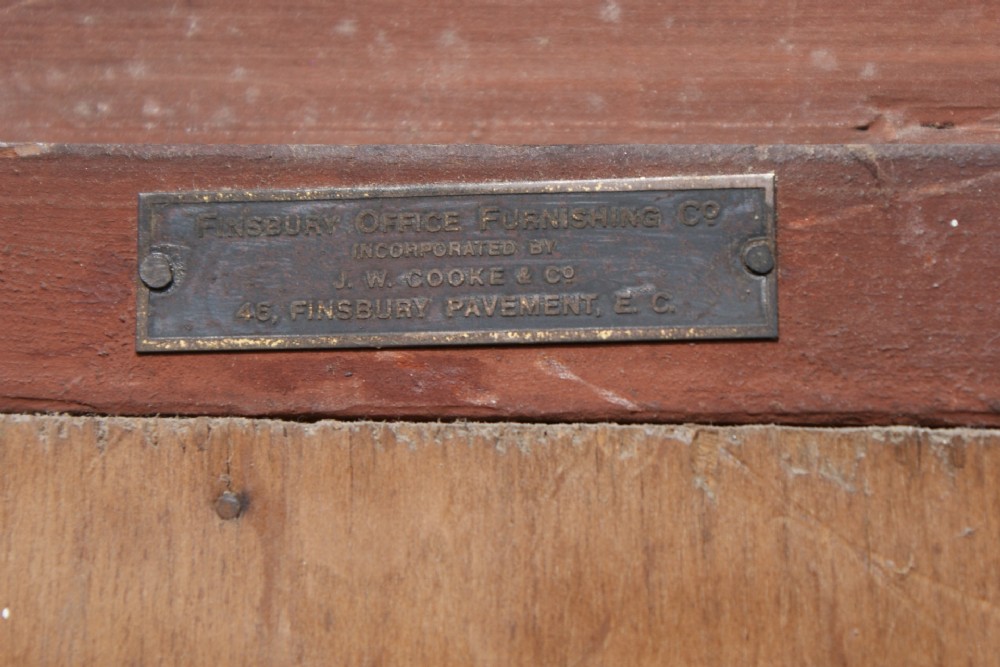 FINSBURY OFFICE FURNISHING Cº
INCORPORATED BY
J. W. COOKE & Cº
46, FINSBURY PAVEMENT, E. C.